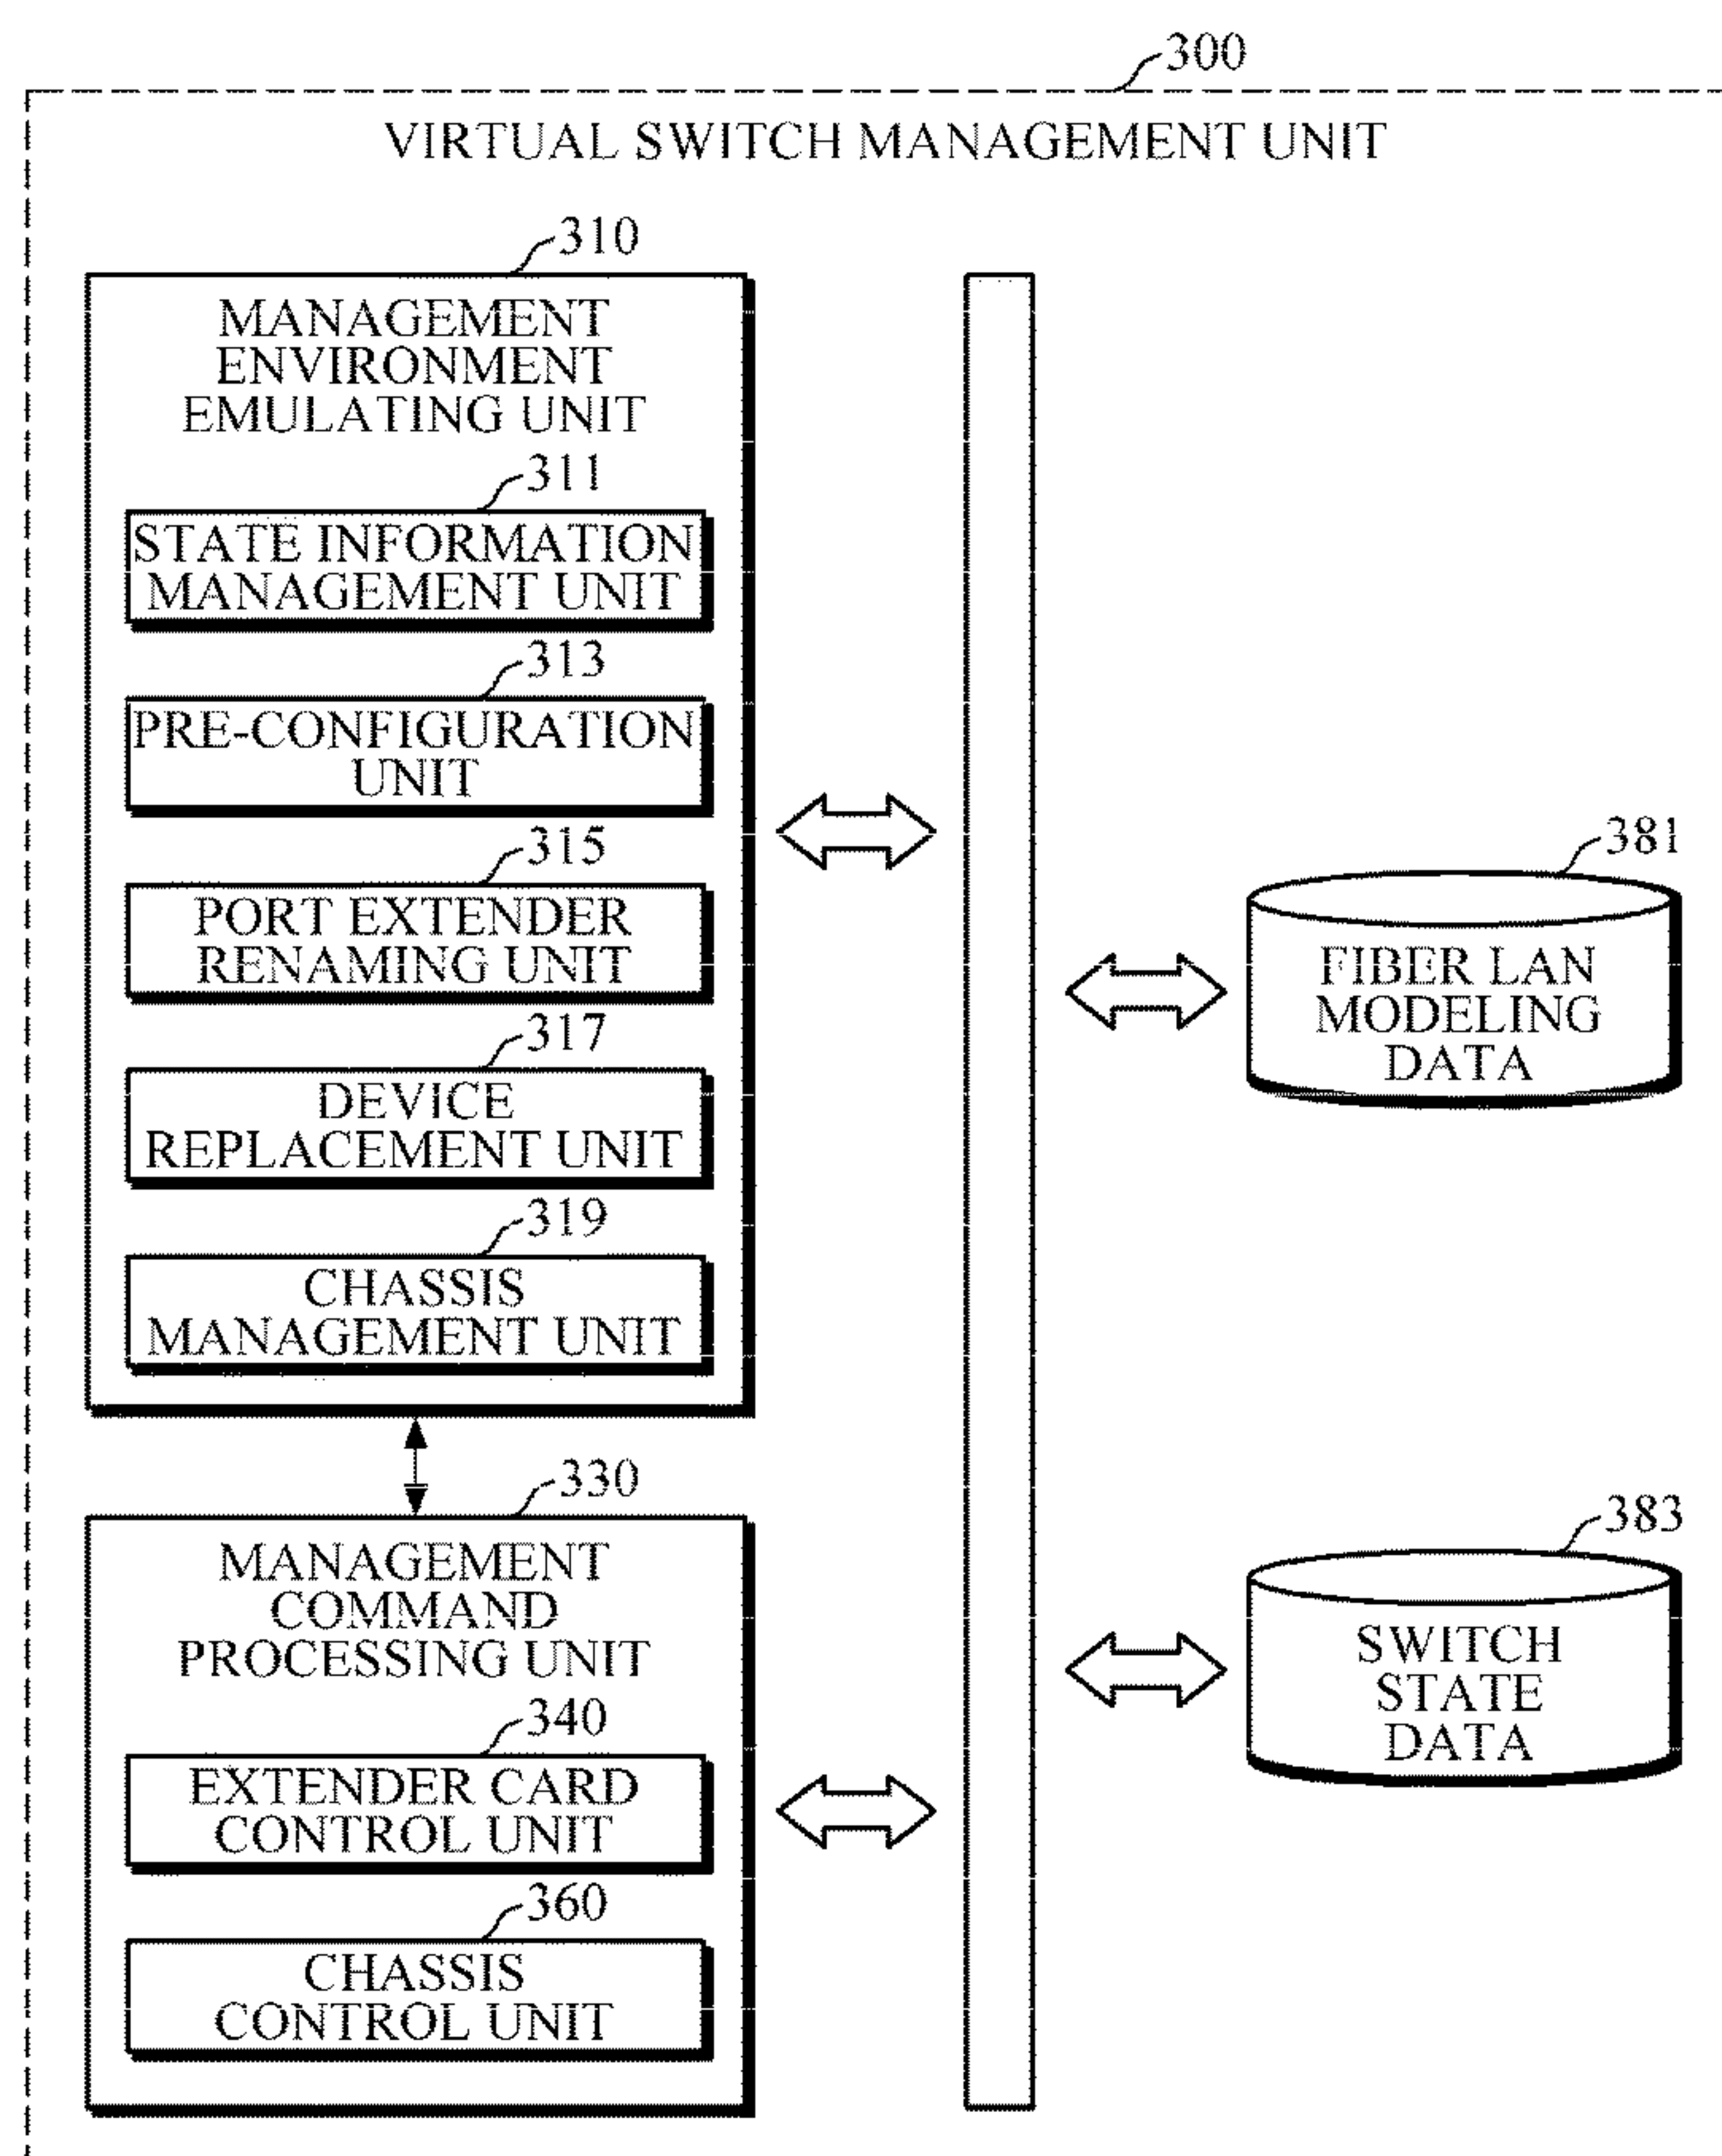 300
VIRTUAL SWITCH MANAGEMENT UNIT
310
MANAGEMENT
ENVIRONMENT
EMULATING UNIT
311
STATE INFORMATION
MANAGEMENT UNIT
313
PRE-CONFIGURATION
UNIT
315
PORT EXTENDER
RENAMING UNIT
317
DEVICE
REPLACEMENT UNIT
319
CHASSIS
MANAGEMENT UNIT
330
MANAGEMENT
COMMAND
PROCESSING UNIT
340
EXTENDER CARD
CONTROL UNIT
360
CHASSIS
CONTROL UNIT
381
FIBER LAN
MODELING
DATA
383
SWITCH
STATE
DATA